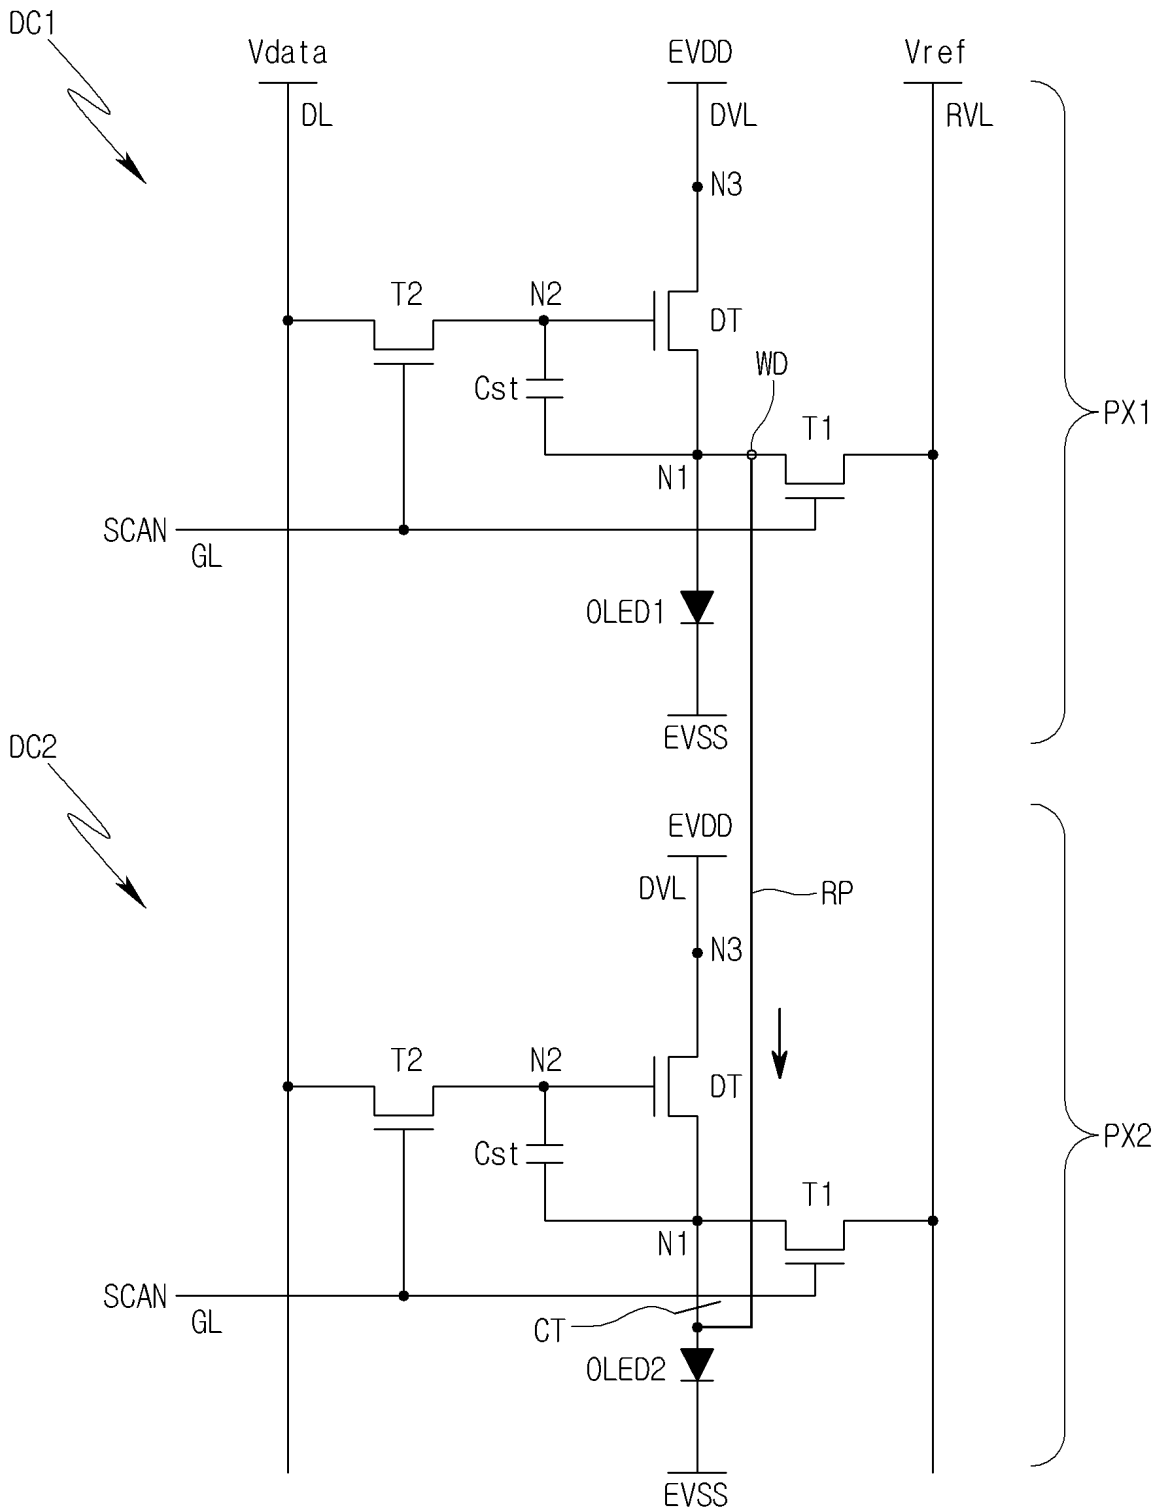 DC1
Vdata
EVDD
Vref
DL
DVL
RVL
N3
T2
N2
DT
WD
Cst
T1
PX1
N1
SCAN
GL
OLED1
EVSS
DC2
EVDD
DVL
RP
N3
T2
N2
DT
Cst
PX2
T1
N1
SCAN
GL
CT
OLED2
EVSS